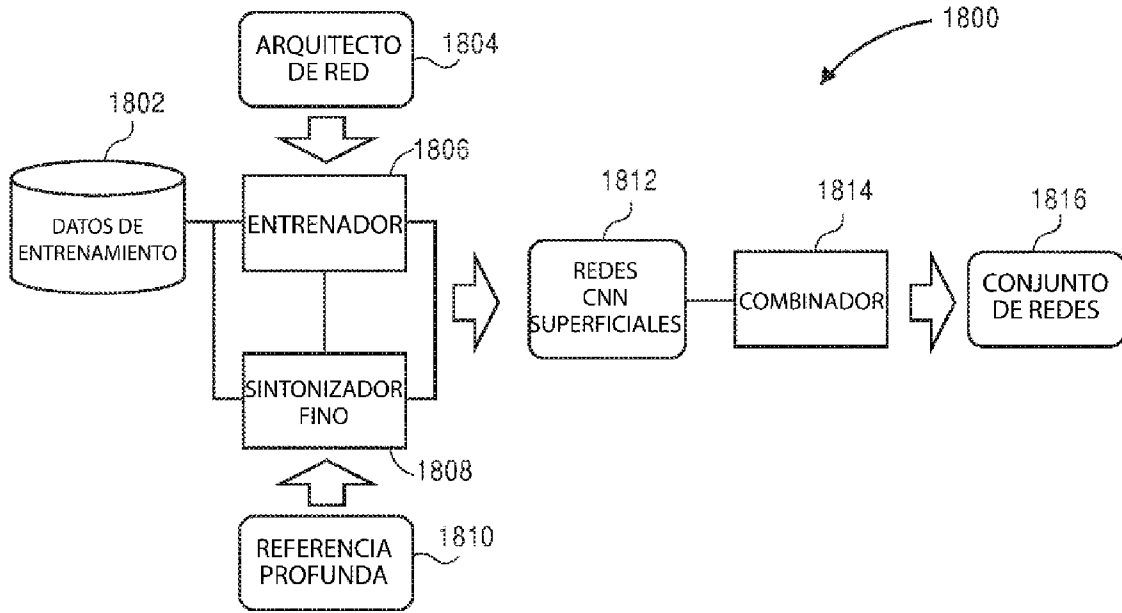 1800
ARQUITECTO
DE RED
1804
1802
DATOS DE
ENTRENAMIENTO
1806
ENTRENADOR
1812
REDES
CNN
SUPERFICIALES
1814
COMBINADOR
1816
CONJUNTO
DE REDES
SINTONIZADOR
FINO
1808
REFERENCIA
PROFUNDA
1810